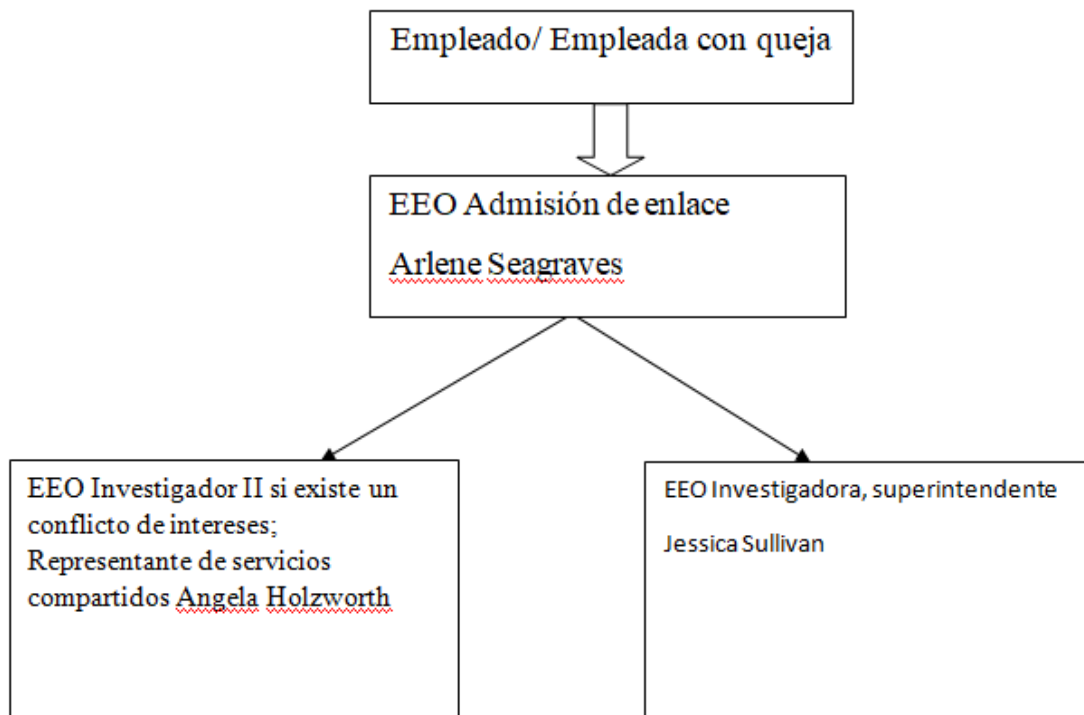 Empleado/ Empleada con queja
EEO Admisión de enlace
Arlene Seagraves
EEO Investigador II si existe un
conflicto de intereses;
Representante de servicios
compartidos Angela Holzworth
EEO Investigadora, superintendente
Jessica Sullivan